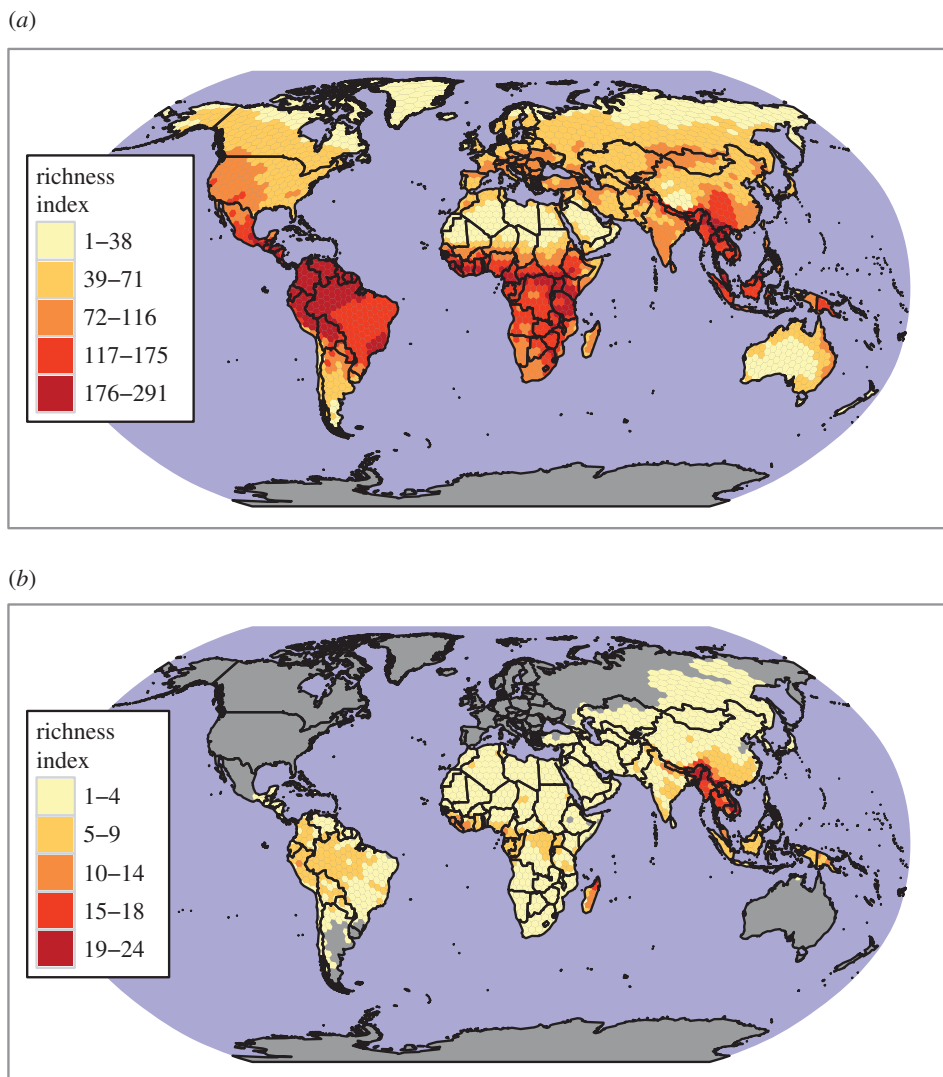 (a)
richness
index
1–38
39–71
72–116
117–175
176–291
(b)
richness
index
1–4
5–9
10–14
15–18
19–24